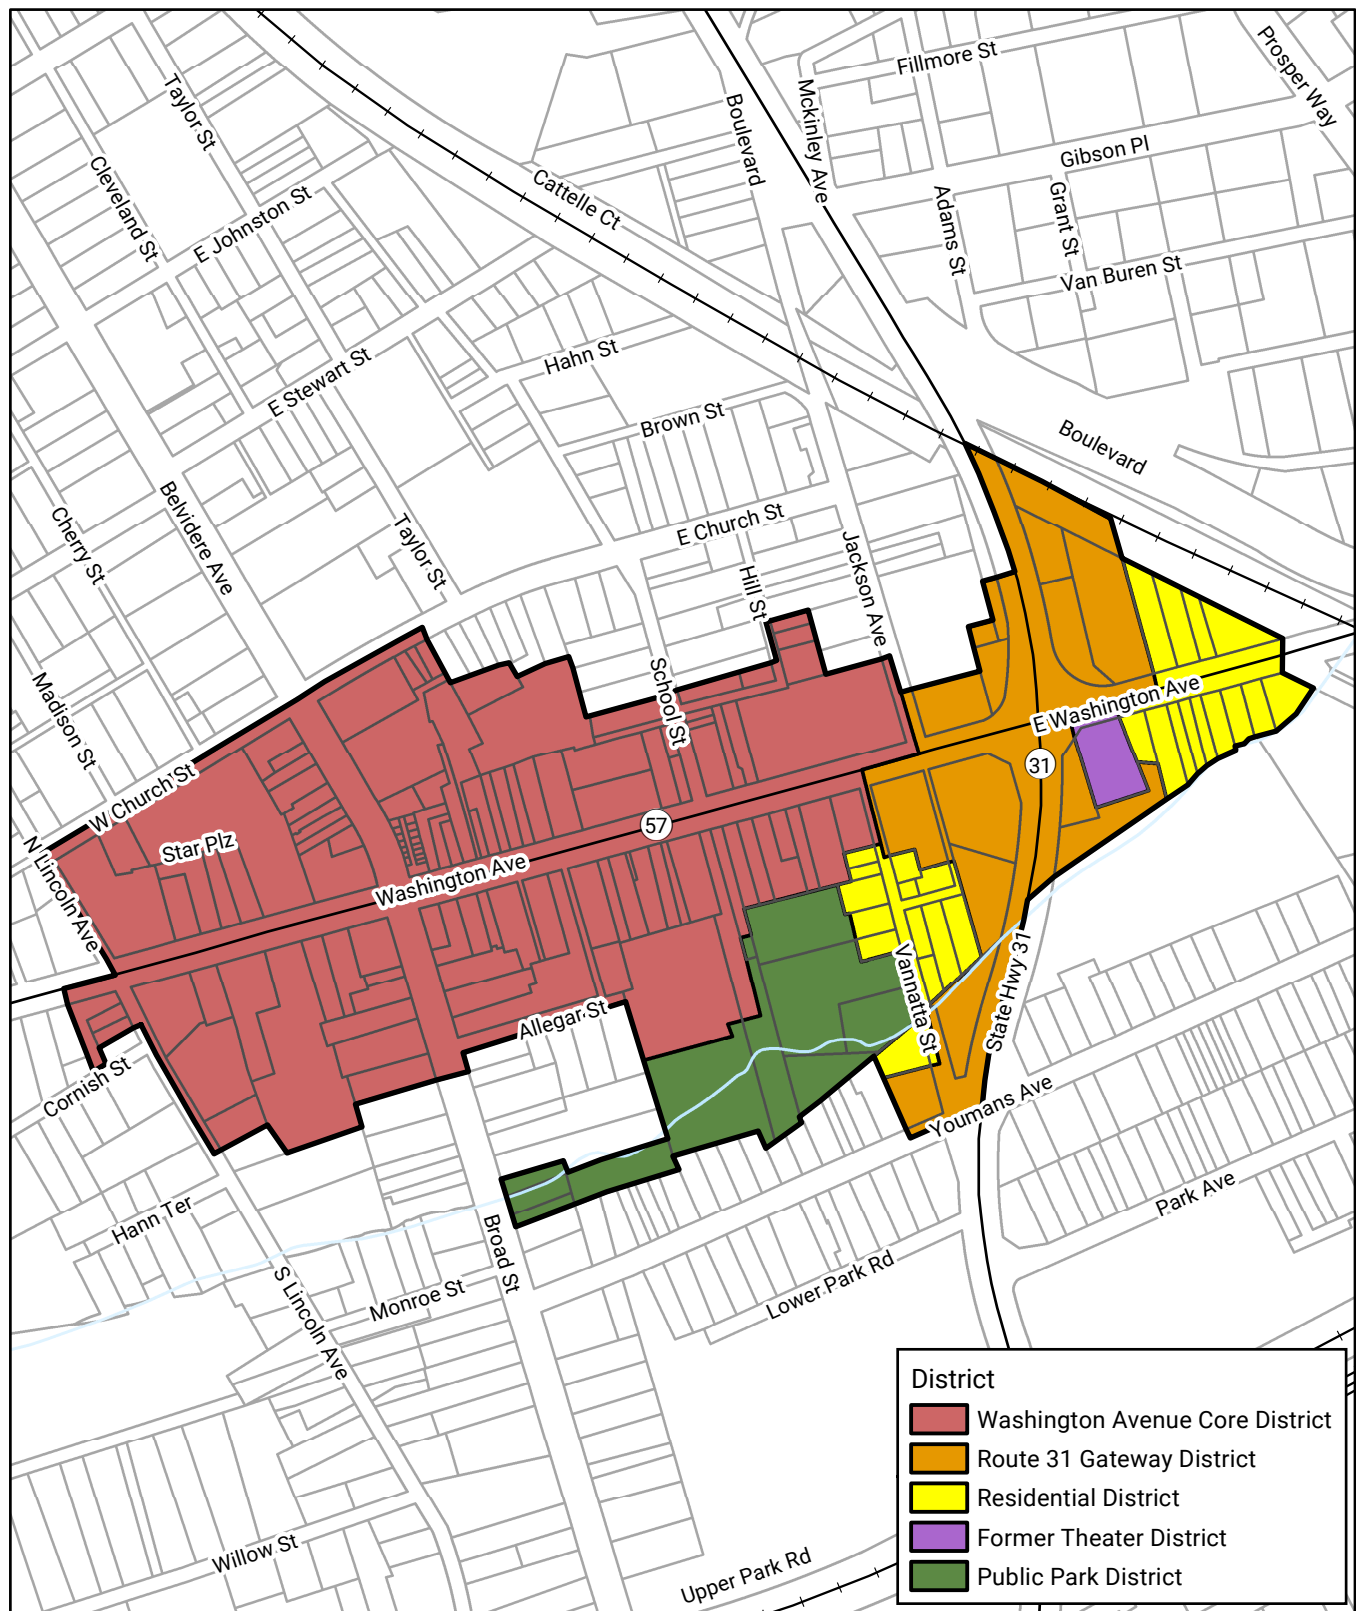 Fillmore St
Prosper Way
Taylor St
Boulevard
Mckinley Ave
Gibson Pl
Cleveland St
Cattelle Ct
E Johnston St
Adams St
Grant St
Van Buren St
Hahn St
E Stewart St
Brown St
Boulevard
Belvidere Ave
Cherry St
Taylor St
E Church St
Jackson Ave
Hill St
Madison St
School St
E Washington Ave
31
W Church St
57
Star Plz
N Lincoln Ave
Washington Ave
Vannatta St
State Hwy 31
Allegar St
Cornish St
Youmans Ave
Hann Ter
Park Ave
Broad St
S Lincoln Ave
Monroe St
Lower Park Rd
Willow St
Upper Park Rd
District
Washington Avenue Core District
Route 31 Gateway District
Residential District
Former Theater District
Public Park District